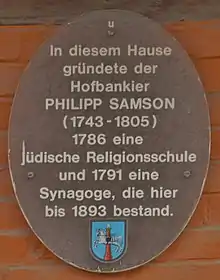 In diesem Hause
gründete der
Hofbankier
PHILIPP SAMSON
(1743-1805)
1786 eine
jüdische Religionsschule
und 1791 eine
Synagoge, die hier
bis 1893 bestand.